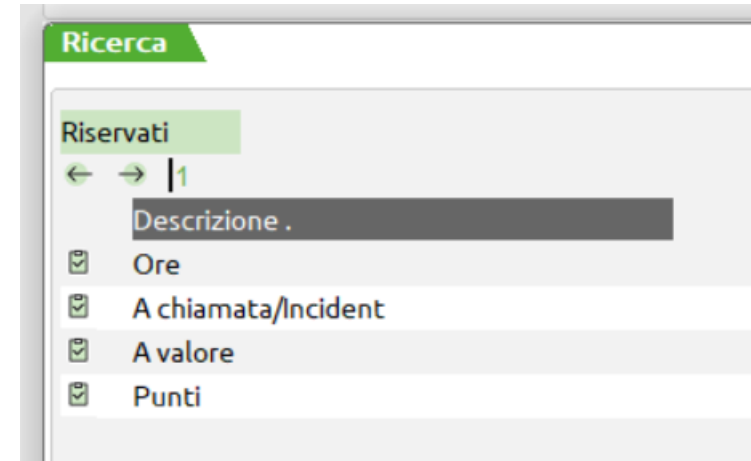 Ricerca
Riservati
1
Descrizione .
Ore
A chiamata/Incident
A valore
Punti